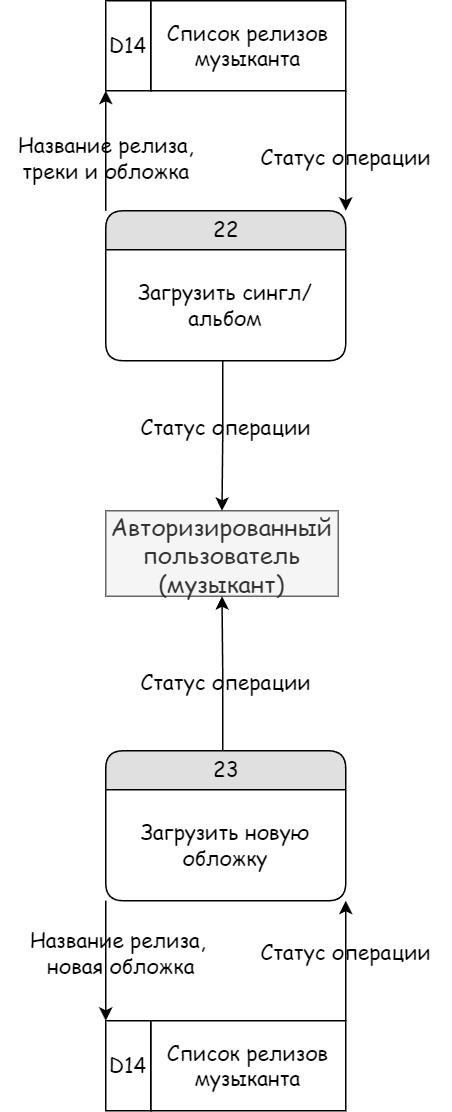 D14
Список релизов
музыканта
Название релиза,
треки и обложка
Статус операции
22
Загрузить сингл/
альбом
Статус операции
Авторизированный
пользователь
(музыкант)
Статус операции
23
Загрузить новую
обложку
Название релиза,
новая обложка
Статус операции
D14
Список релизов
музыканта